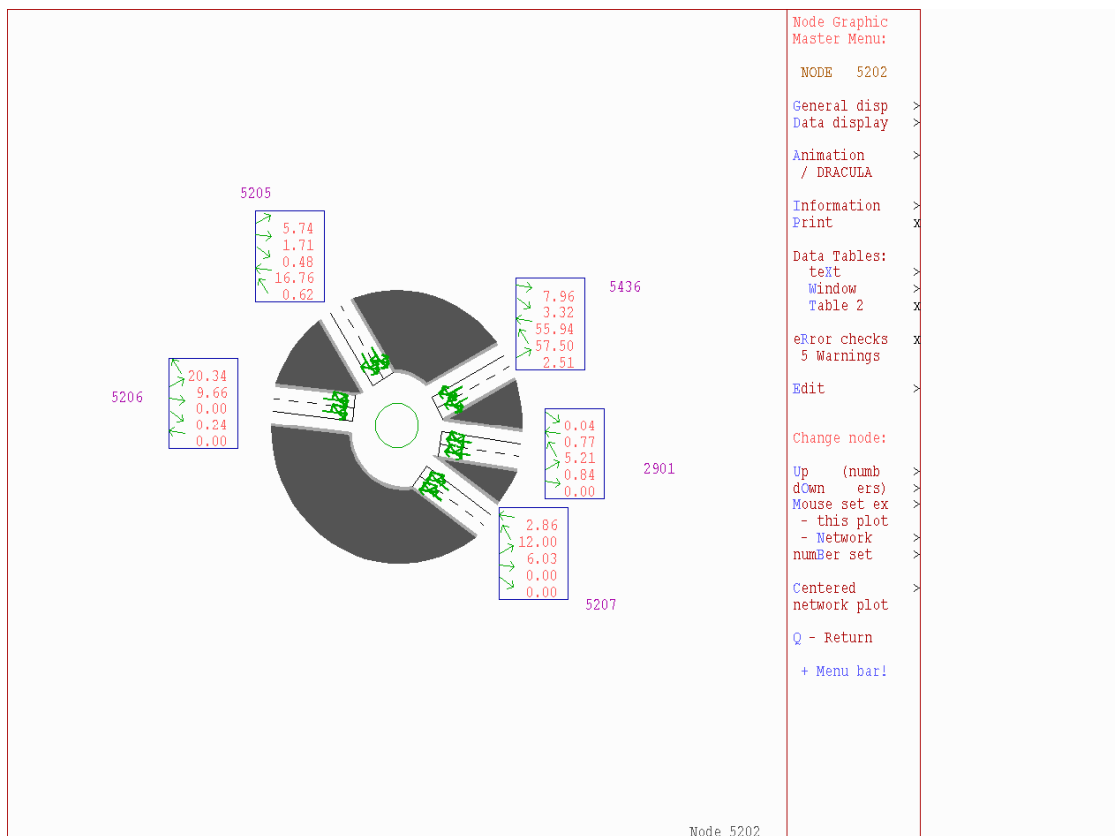 5205
5.74
1.71
0.48
16.76
0.62
5436
7.96
3.32
55.94
57.50
2.51
5206
20.34
9.66
0.00
0.24
0.00
2901
0.04
0.77
5.21
0.84
0.00
2.86
12.00
6.03
0.00
0.00
5207
Node 5202
Node Graphic
Master Menu:
NODE 5202
General disp >
Data display >
Animation >
/ DRACULA
Information >
Print x
Data Tables:
teXt >
Window >
Table 2 x
eRror checks x
5 Warnings
Edit >
Change node:
Up (numb >
dOwn ers) >
Mouse set ex >
- this plot
- Network >
numBer set >
Centered >
network plot
Q - Return
+ Menu bar!